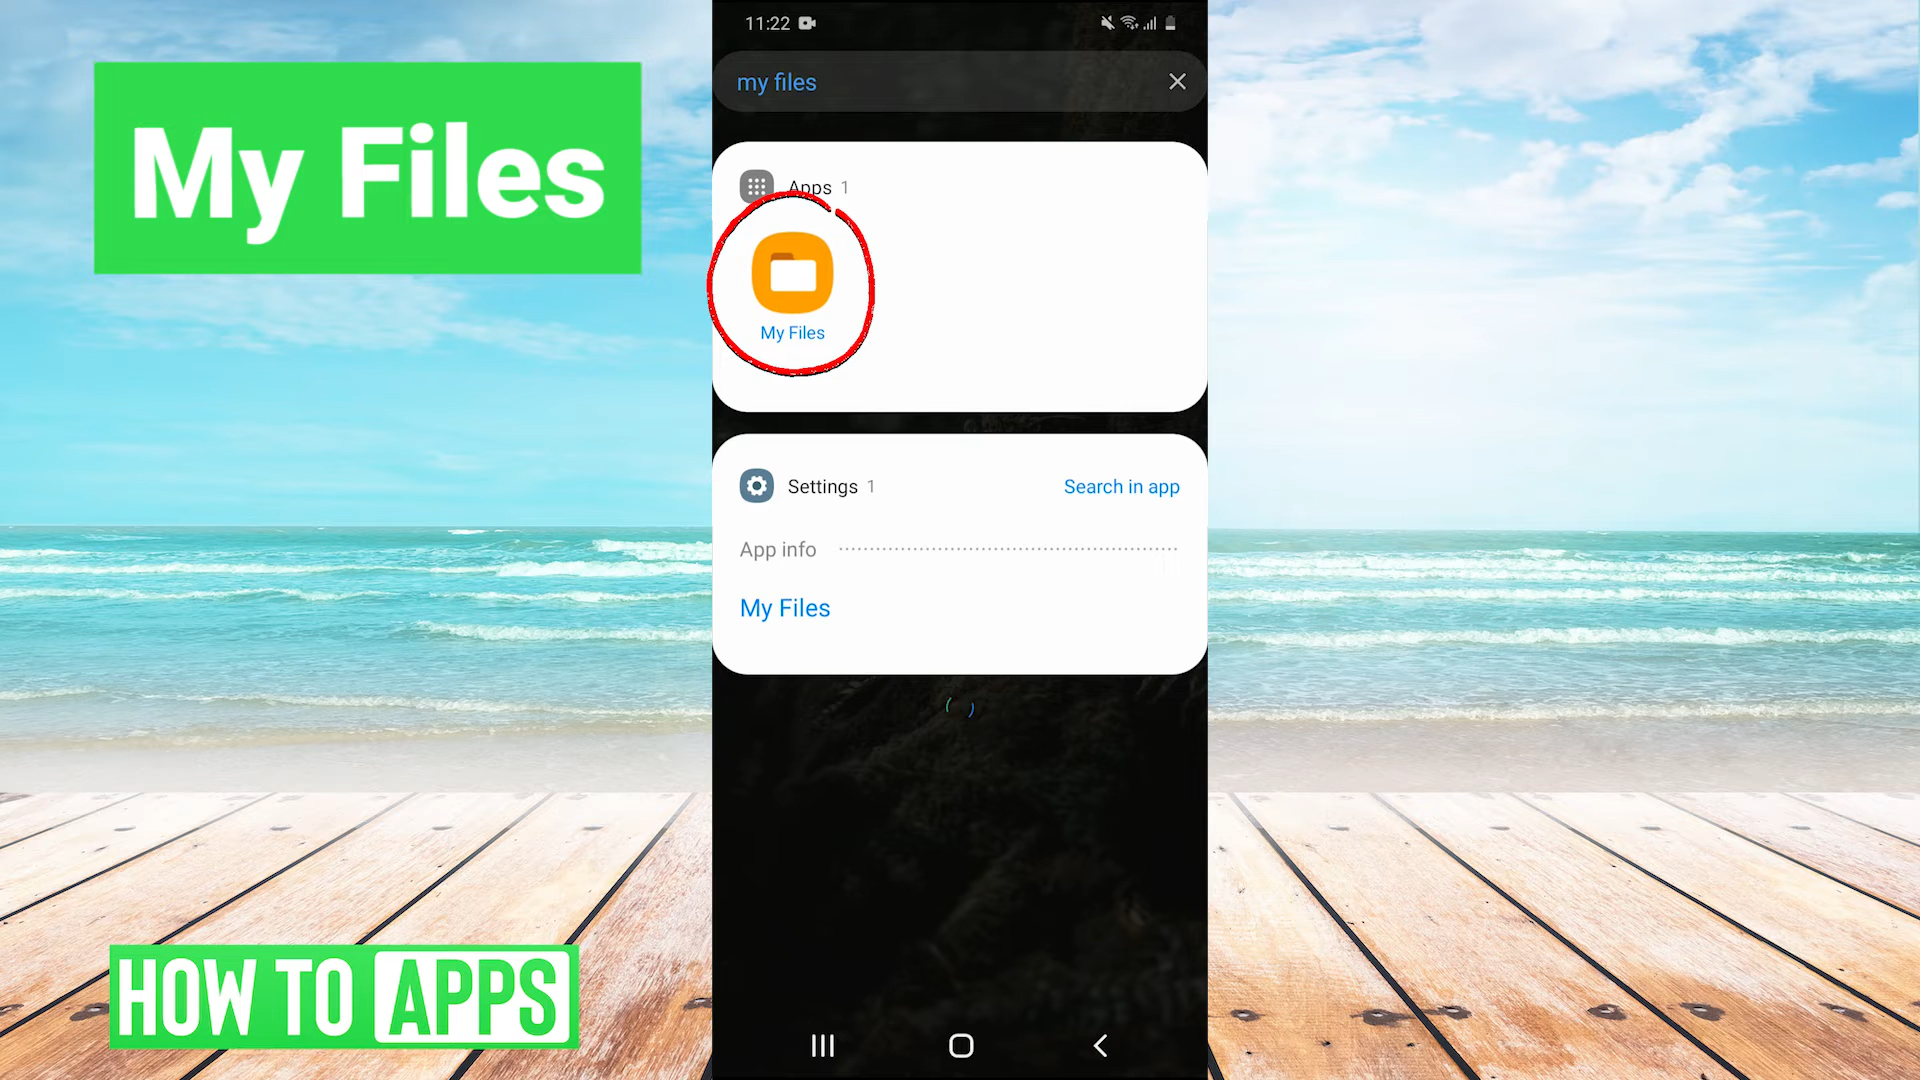 My Files
11:22
my files
Apps 1
My Files
Settings 1
Search in app
App info
My Files
HOW TO APPS